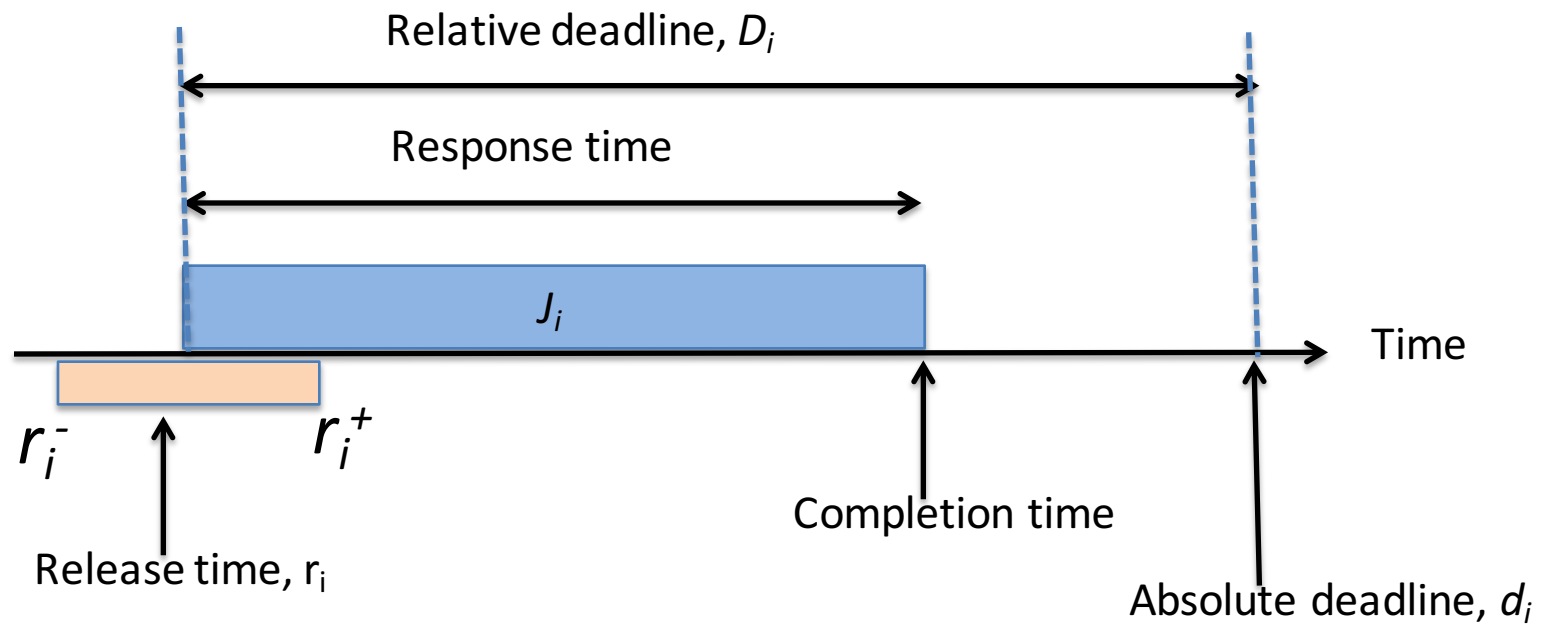 Relative deadline, Dᵢ
Response time
Jᵢ
Time
rᵢ⁻
rᵢ⁺
Completion time
Release time, rᵢ
Absolute deadline, dᵢ